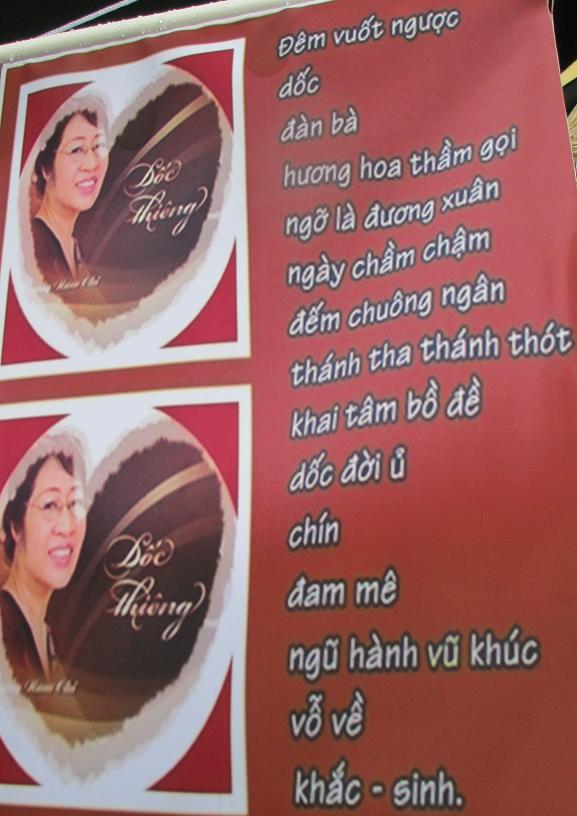 Đêm vuốt ngược
dốc
đàn bà
hương hoa thầm gọi
ngỡ là đương xuân
ngày chầm chậm
đếm chuông ngân
thánh tha thánh thót
khai tâm bồ đề
dốc đời ủ
chín
đam mê
ngũ hành vũ khúc
vỗ về
khắc - sinh.
Dốc
thiêng
Dốc
thiêng